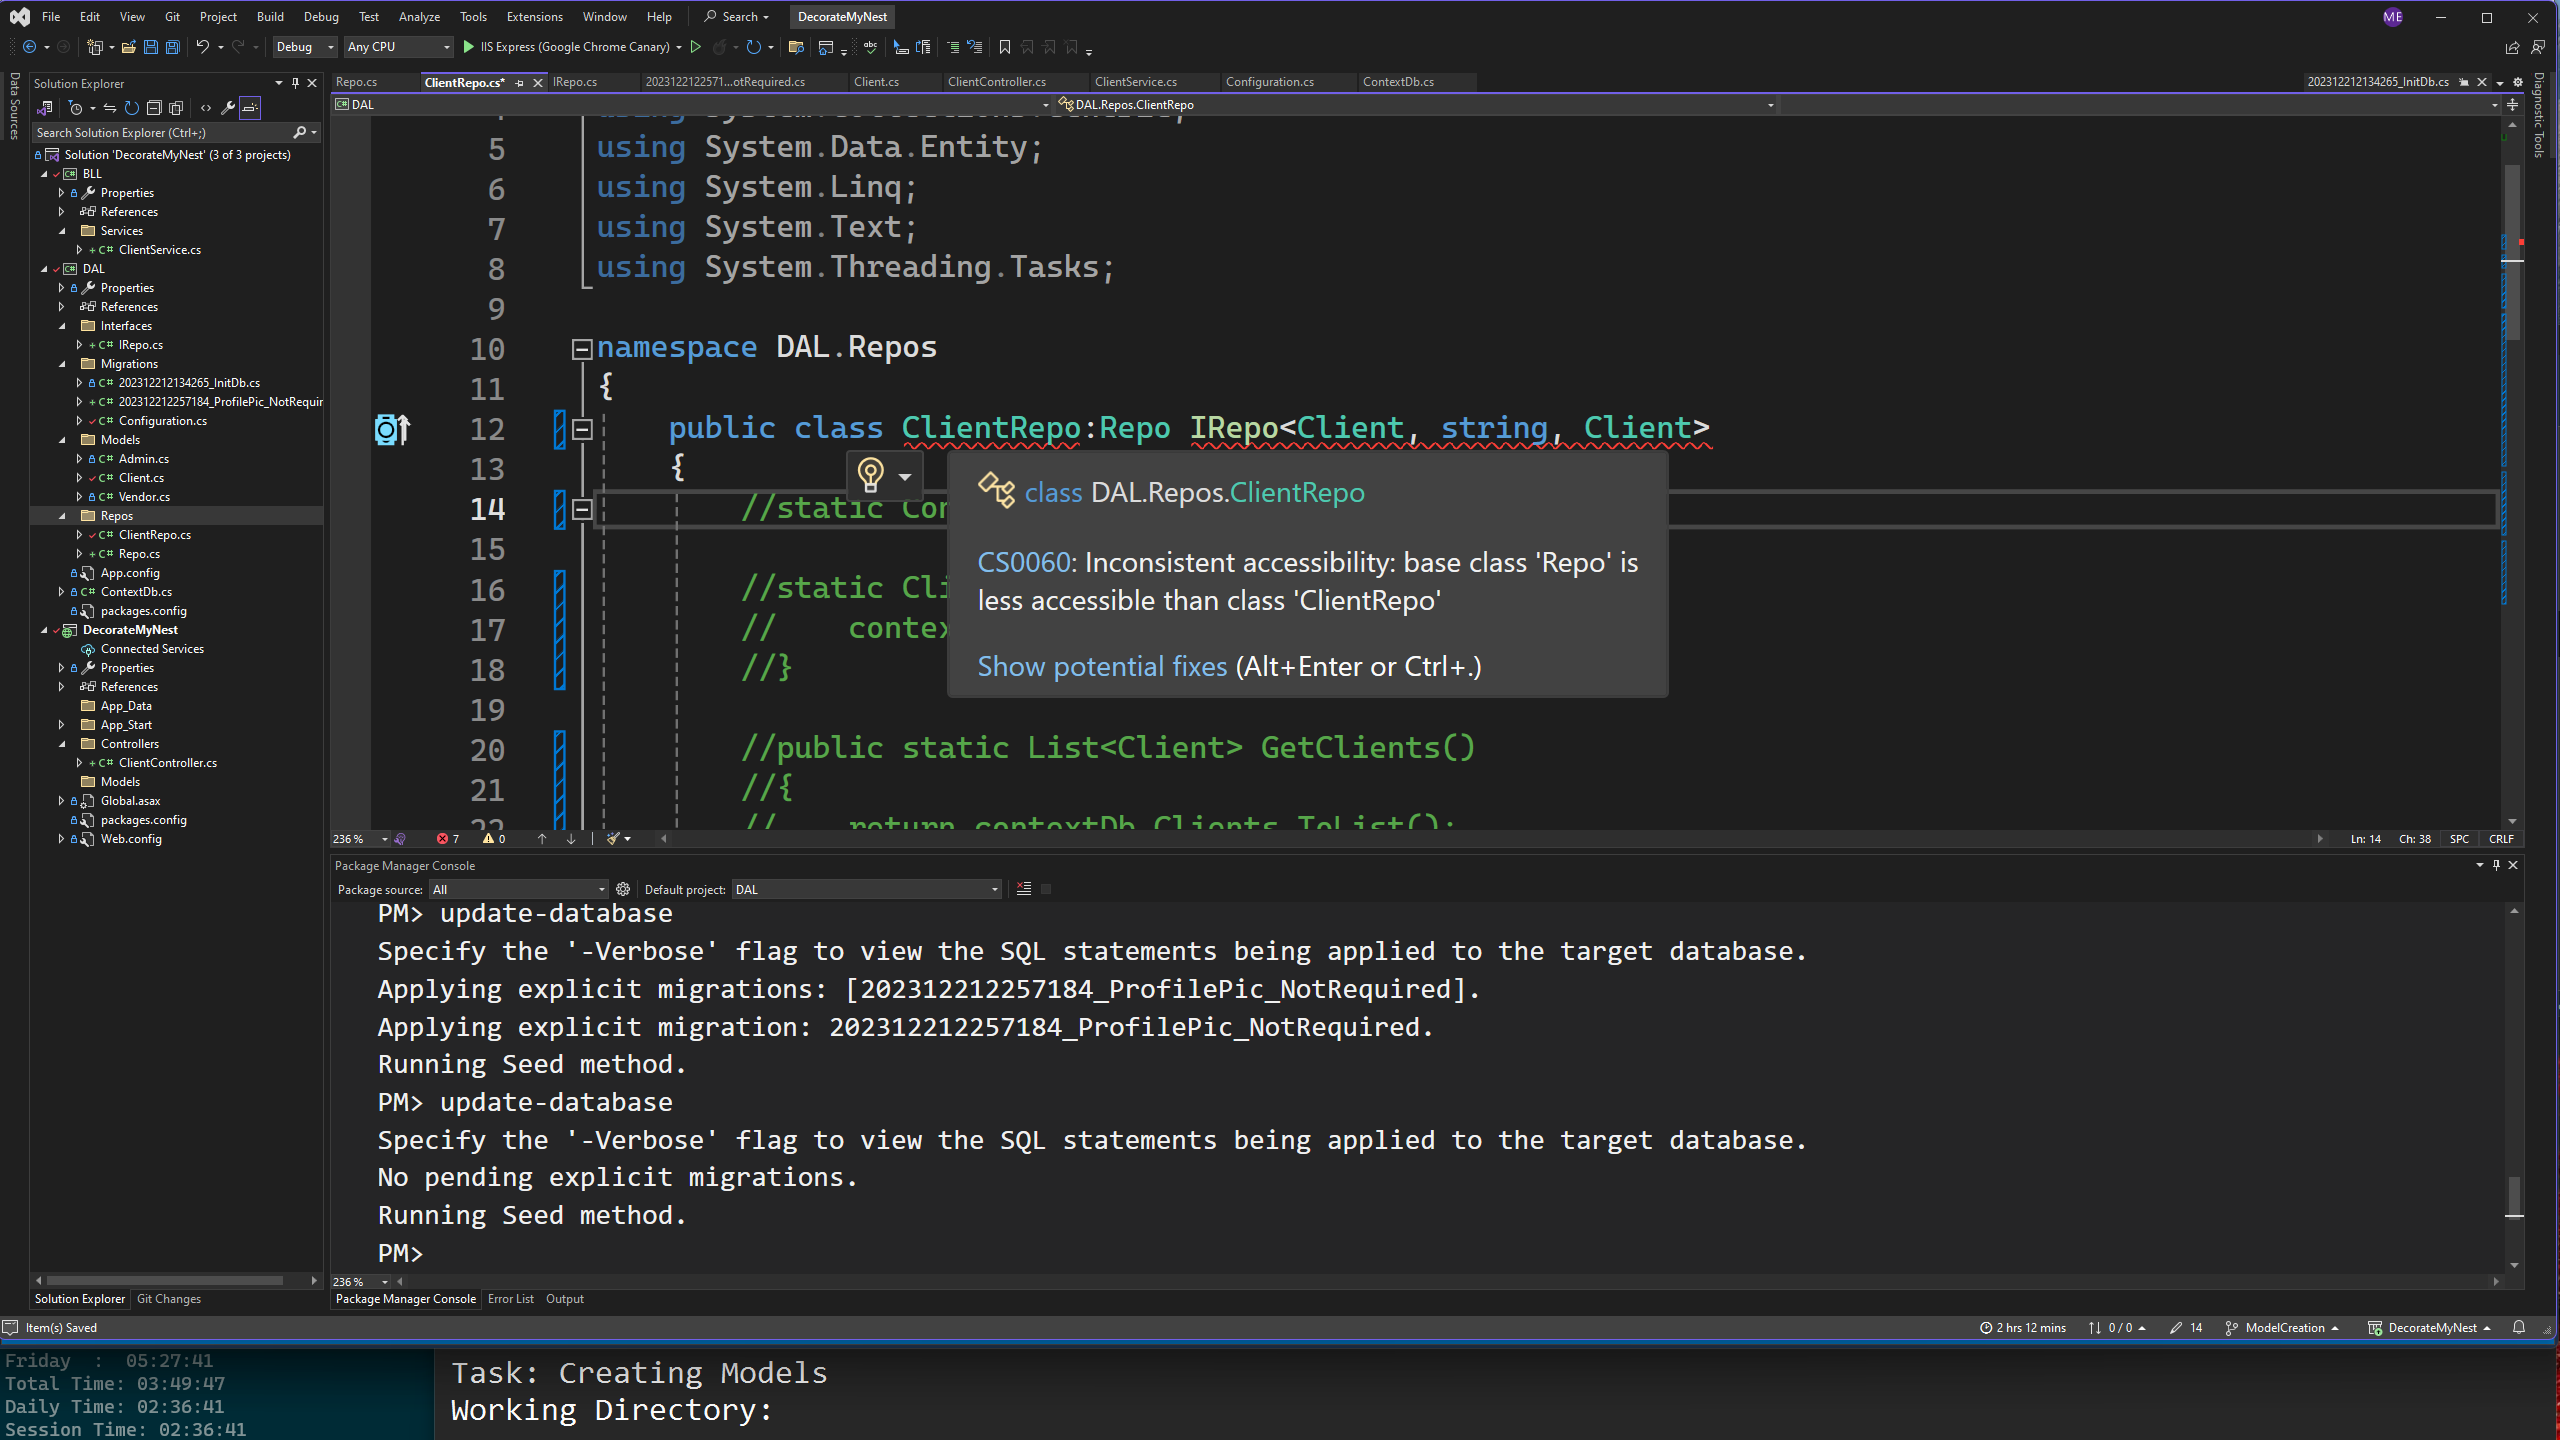 File Edit View Git Project Build Debug Test Analyze Tools Extensions Window Help Search DecorateMyNest ME
Debug Any CPU IIS Express (Google Chrome Canary)
Data Sources
Solution Explorer
Search Solution Explorer (Ctrl+;)
Solution 'DecorateMyNest' (3 of 3 projects)
BLL
Properties
References
Services
ClientService.cs
DAL
Properties
References
Interfaces
IRepo.cs
Migrations
202312212134265_InitDb.cs
202312212257184_ProfilePic_NotRequir
Configuration.cs
Models
Admin.cs
Client.cs
Vendor.cs
Repos
ClientRepo.cs
Repo.cs
App.config
ContextDb.cs
packages.config
DecorateMyNest
Connected Services
Properties
References
App_Data
App_Start
Controllers
ClientController.cs
Models
Global.asax
packages.config
Web.config
Solution Explorer Git Changes
Repo.cs ClientRepo.cs* IRepo.cs 2023122122571...otRequired.cs Client.cs ClientController.cs ClientService.cs Configuration.cs ContextDb.cs 202312212134265_InitDb.cs
DAL DAL.Repos.ClientRepo
5 using System.Data.Entity;
6 using System.Linq;
7 using System.Text;
8 using System.Threading.Tasks;
9
10 namespace DAL.Repos
11 {
12 public class ClientRepo:Repo IRepo<Client, string, Client>
13 {
14 //static Con
15
16 //static Cli
17 // contex
18 //}
19
20 //public static List<Client> GetClients()
21 //{
22 // return contextDb.Clients.ToList();
class DAL.Repos.ClientRepo
CS0060: Inconsistent accessibility: base class 'Repo' is
less accessible than class 'ClientRepo'
Show potential fixes (Alt+Enter or Ctrl+.)
236 % 7 0 Ln: 14 Ch: 38 SPC CRLF
Diagnostic Tools
Package Manager Console
Package source: All Default project: DAL
PM> update-database
Specify the '-Verbose' flag to view the SQL statements being applied to the target database.
Applying explicit migrations: [202312212257184_ProfilePic_NotRequired].
Applying explicit migration: 202312212257184_ProfilePic_NotRequired.
Running Seed method.
PM> update-database
Specify the '-Verbose' flag to view the SQL statements being applied to the target database.
No pending explicit migrations.
Running Seed method.
PM>
236 %
Package Manager Console Error List Output
Item(s) Saved 2 hrs 12 mins 0 / 0 14 ModelCreation DecorateMyNest
Friday : 05:27:41
Total Time: 03:49:47
Daily Time: 02:36:41
Session Time: 02:36:41
Task: Creating Models
Working Directory: